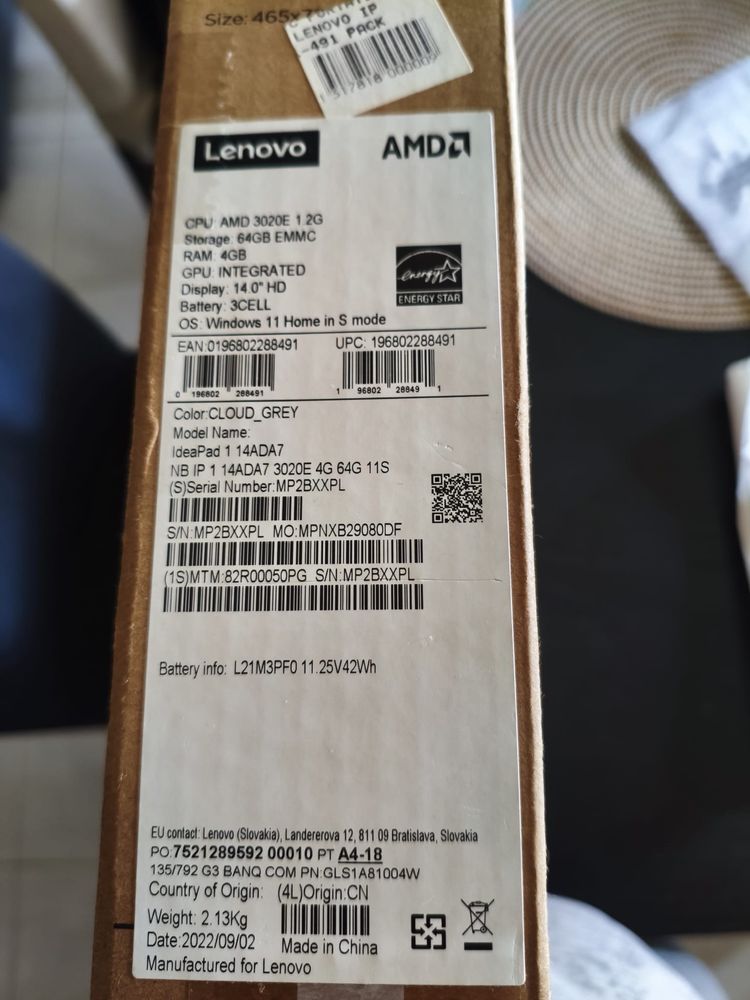 Size: 465x7
LENOVO IP
-491 PACK
Lenovo
AMD
CPU: AMD 3020E 1.2G
Storage: 64GB EMMC
RAM: 4GB
GPU: INTEGRATED
Display: 14.0" HD
Battery: 3CELL
OS: Windows 11 Home in S mode
energy
ENERGY STAR
EAN:0196802288491 UPC: 196802288491
0 196802 288491 1 96802 28849 1
Color:CLOUD_GREY
Model Name:
IdeaPad 1 14ADA7
NB IP 1 14ADA7 3020E 4G 64G 11S
(S)Serial Number:MP2BXXPL
S/N:MP2BXXPL MO:MPNXB29080DF
(1S)MTM:82R00050PG S/N:MP2BXXPL
Battery info: L21M3PF0 11.25V42Wh
EU contact: Lenovo (Slovakia), Landererova 12, 811 09 Bratislava, Slovakia
PO:7521289592 00010 PT A4-18
135/792 G3 BANQ COM PN:GLS1A81004W
Country of Origin: (4L)Origin:CN
Weight: 2.13Kg
Date:2022/09/02 Made in China
Manufactured for Lenovo